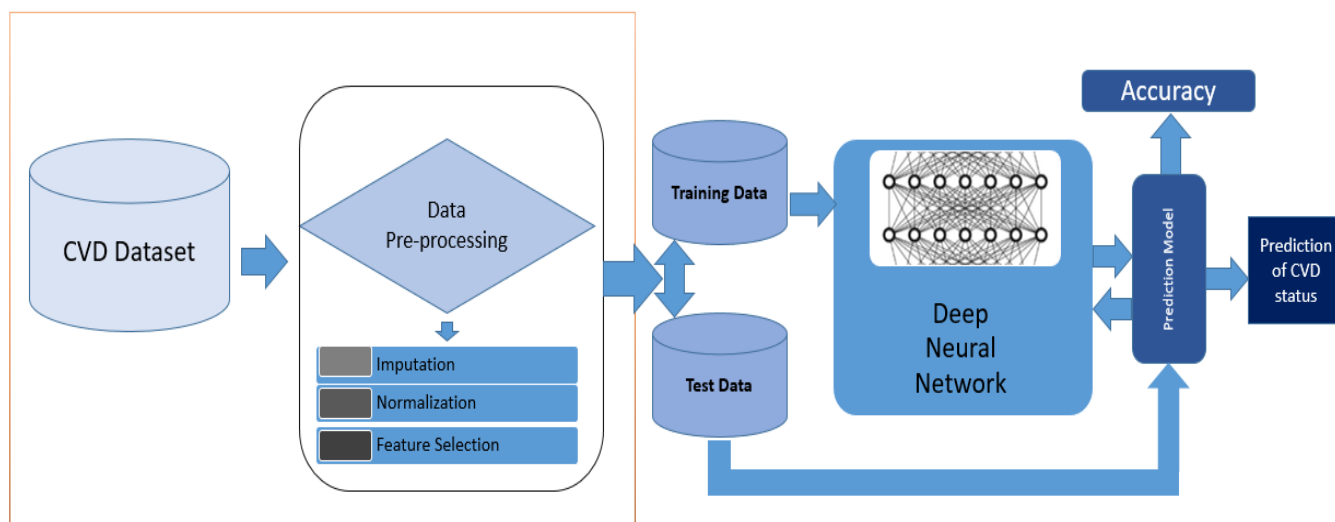 CVD Dataset
Data
Pre-processing
Imputation
Normalization
Feature Selection
Training Data
Test Data
Deep
Neural
Network
Accuracy
Prediction Model
Prediction
of CVD
status